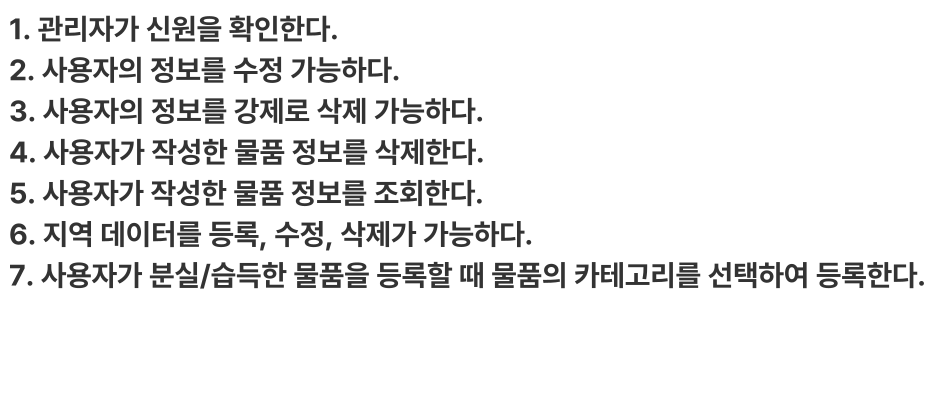 1. 관리자가 신원을 확인한다.
2. 사용자의 정보를 수정 가능하다.
3. 사용자의 정보를 강제로 삭제 가능하다.
4. 사용자가 작성한 물품 정보를 삭제한다.
5. 사용자가 작성한 물품 정보를 조회한다.
6. 지역 데이터를 등록, 수정, 삭제가 가능하다.
7. 사용자가 분실/습득한 물품을 등록할 때 물품의 카테고리를 선택하여 등록한다.